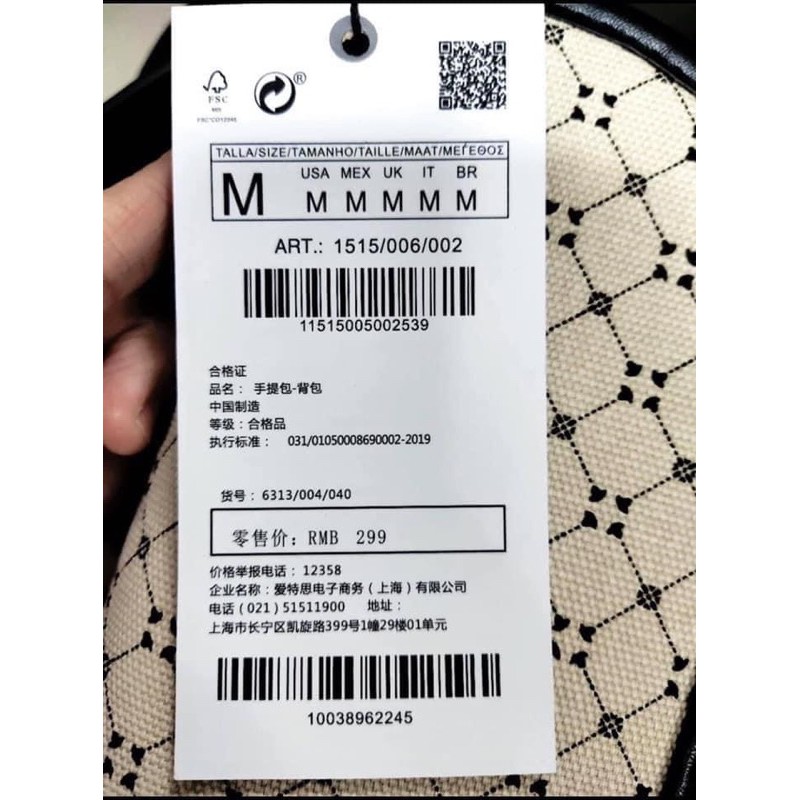 FSC
®
TALLA/SIZE/TAMANHO/TAILLE/MAAT/ΜΕΓΕΘΟΣ
USA MEX UK IT BR
M M M M M M
ART.: 1515/006/002
11515005002539
合格证
品名： 手提包-背包
中国制造
等级：合格品
执行标准： 031/01050008690002-2019
货号：6313/004/040
零售价：RMB 299
价格举报电话：12358
企业名称：爱特思电子商务（上海）有限公司
电话（021）51511900 地址：
上海市长宁区凯旋路399号1幢29楼01单元
10038962245